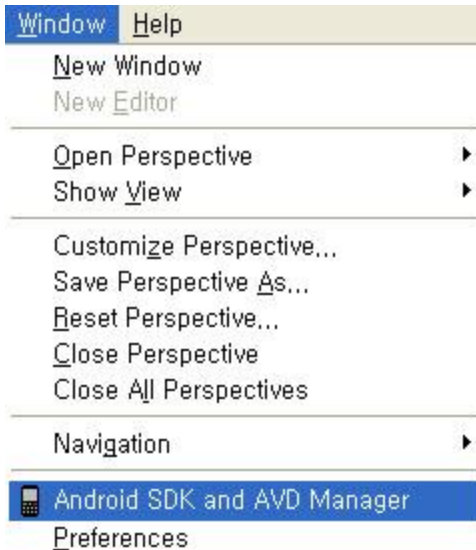 Window Help
New Window
New Editor
Open Perspective
Show View
Customize Perspective...
Save Perspective As...
Reset Perspective...
Close Perspective
Close All Perspectives
Navigation
Android SDK and AVD Manager
Preferences